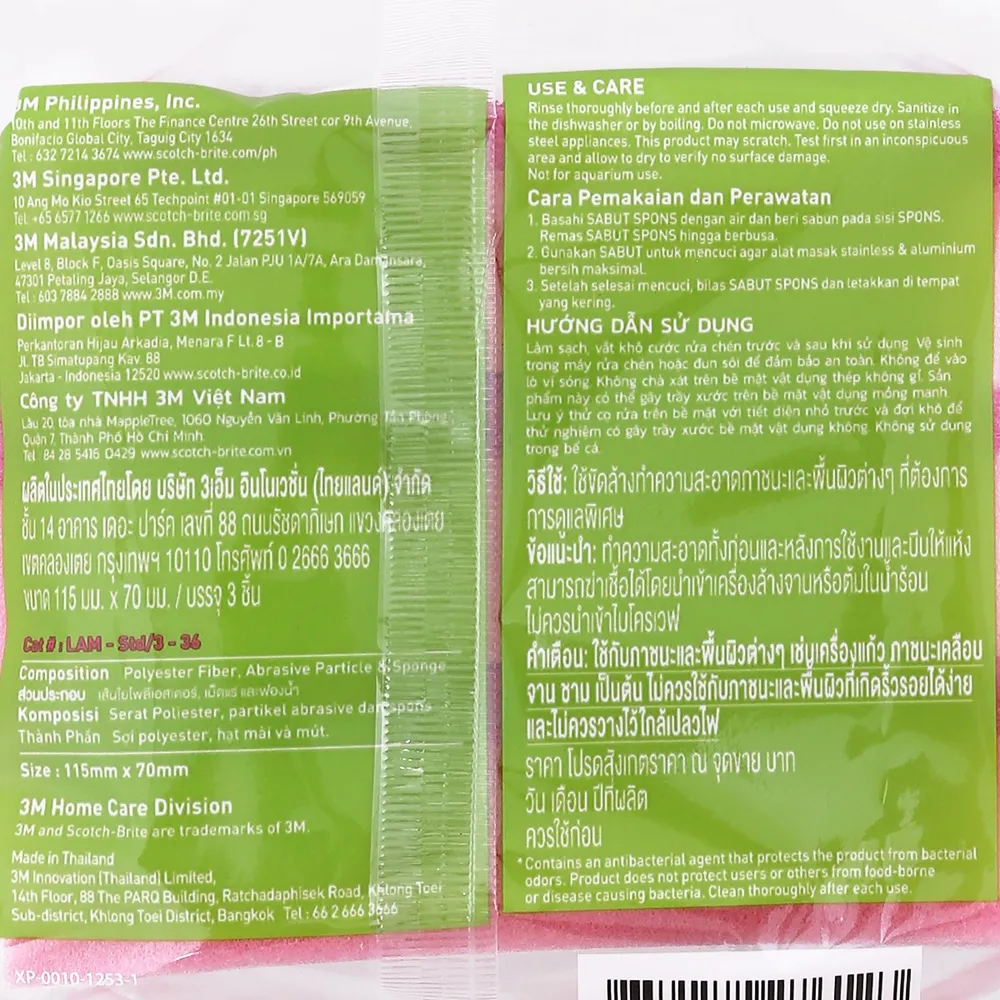 3M Philippines, Inc.
10th and 11th Floors The Finance Centre 26th Street cor 9th Avenue,
Bonifacio Global City, Taguig City 1634
Tel : 632 7214 3674 www.scotch-brite.com/ph
3M Singapore Pte. Ltd.
10 Ang Mo Kio Street 65 Techpoint #01-01 Singapore 569059
Tel. +65 6577 1266 www.scotch-brite.com.sg
3M Malaysia Sdn. Bhd. (7251V)
Level 8, Block F, Oasis Square, No. 2 Jalan PJU 1A/7A, Ara Damansara,
47301 Petaling Jaya, Selangor D.E.
Tel : 603 7884 2888 www.3M.com.my
Diimpor oleh PT 3M Indonesia Importama
Perkantoran Hijau Arkadia, Menara F Lt. 8 - B
Jl. TB Simatupang Kav. 88
Jakarta - Indonesia 12520 www.scotch-brite.co.id
Công ty TNHH 3M Việt Nam
Lầu 20 tòa nhà MappleTree, 1060 Nguyễn Văn Linh, Phường Tân Phong,
Quận 7, Thành Phố Hồ Chí Minh.
Tel : 84 28 5416 0429 www.scotch-brite.vn
ผลิตในประเทศไทยโดย บริษัท 3เอ็ม อินโนเวชั่น (ไทยแลนด์) จำกัด
ชั้น 14 อาคาร เดอะ ปาร์ค เลขที่ 88 ถนนรัชดาภิเษก แขวงคลองเตย
เขตคลองเตย กรุงเทพฯ 10110 โทรศัพท์ 0 2666 3666
ขนาด 115 มม. x 70 มม. / บรรจุ 3 ชิ้น
Cat # : LAM - Std/3 - 36
Composition Polyester Fiber, Abrasive Particle & Sponge
ส่วนประกอบ เส้นใยโพลีเอสเตอร์, เม็ดแร่ และฟองน้ำ
Komposisi Serat Poliester, partikel abrasive dan spons
Thành Phần Sợi polyester, hạt mài và mút.
Size : 115mm x 70mm
3M Home Care Division
3M and Scotch-Brite are trademarks of 3M.
Made in Thailand
3M Innovation (Thailand) Limited,
14th Floor, 88 The PARQ Building, Ratchadaphisek Road, Khlong Toei
Sub-district, Khlong Toei District, Bangkok Tel : 66 2 666 3666
XP-0010-1253-1
USE & CARE
Rinse thoroughly before and after each use and squeeze dry. Sanitize in
the dishwasher or by boiling. Do not microwave. Do not use on stainless
steel appliances. This product may scratch. Test first in an inconspicuous
area and allow to dry to verify no surface damage.
Not for aquarium use.
Cara Pemakaian dan Perawatan
1. Basahi SABUT SPONS dengan air dan beri sabun pada sisi SPONS.
Remas SABUT SPONS hingga berbusa.
2. Gunakan SABUT untuk mencuci agar alat masak stainless & aluminium
bersih maksimal.
3. Setelah selesai mencuci, bilas SABUT SPONS dan letakkan di tempat
yang kering.
HƯỚNG DẪN SỬ DỤNG
Làm sạch, vắt khô cước rửa chén trước và sau khi sử dụng. Vệ sinh
trong máy rửa chén hoặc đun sôi để đảm bảo an toàn. Không để vào
lò vi sóng. Không chà xát trên bề mặt vật dụng thép không gỉ. Sản
phẩm này có thể gây trầy xước trên bề mặt vật dụng mỏng manh.
Lưu ý thử cọ rửa trên bề mặt với tiết diện nhỏ trước và đợi khô để
thử nghiệm có gây trầy xước bề mặt vật dụng không. Không sử dụng
trong bể cá.
วิธีใช้: ใช้ขัดล้างทำความสะอาดภาชนะและพื้นผิวต่างๆ ที่ต้องการ
การดูแลพิเศษ
ข้อแนะนำ: ทำความสะอาดทั้งก่อนและหลังการใช้งานและบีบให้แห้ง
สามารถฆ่าเชื้อได้โดยนำเข้าเครื่องล้างจานหรือต้มในน้ำร้อน
ไม่ควรนำเข้าไมโครเวฟ
คำเตือน: ใช้กับภาชนะและพื้นผิวต่างๆ เช่นเครื่องแก้ว ภาชนะเคลือบ
จาน ชาม เป็นต้น ไม่ควรใช้กับภาชนะและพื้นผิวที่เกิดริ้วรอยได้ง่าย
และไม่ควรวางไว้ใกล้เปลวไฟ
ราคา โปรดสังเกตราคา ณ จุดขาย บาท
วัน เดือน ปีที่ผลิต
ควรใช้ก่อน
*Contains an antibacterial agent that protects the product from bacterial
odors. Product does not protect users or others from food-borne
or disease causing bacteria. Clean thoroughly after each use.